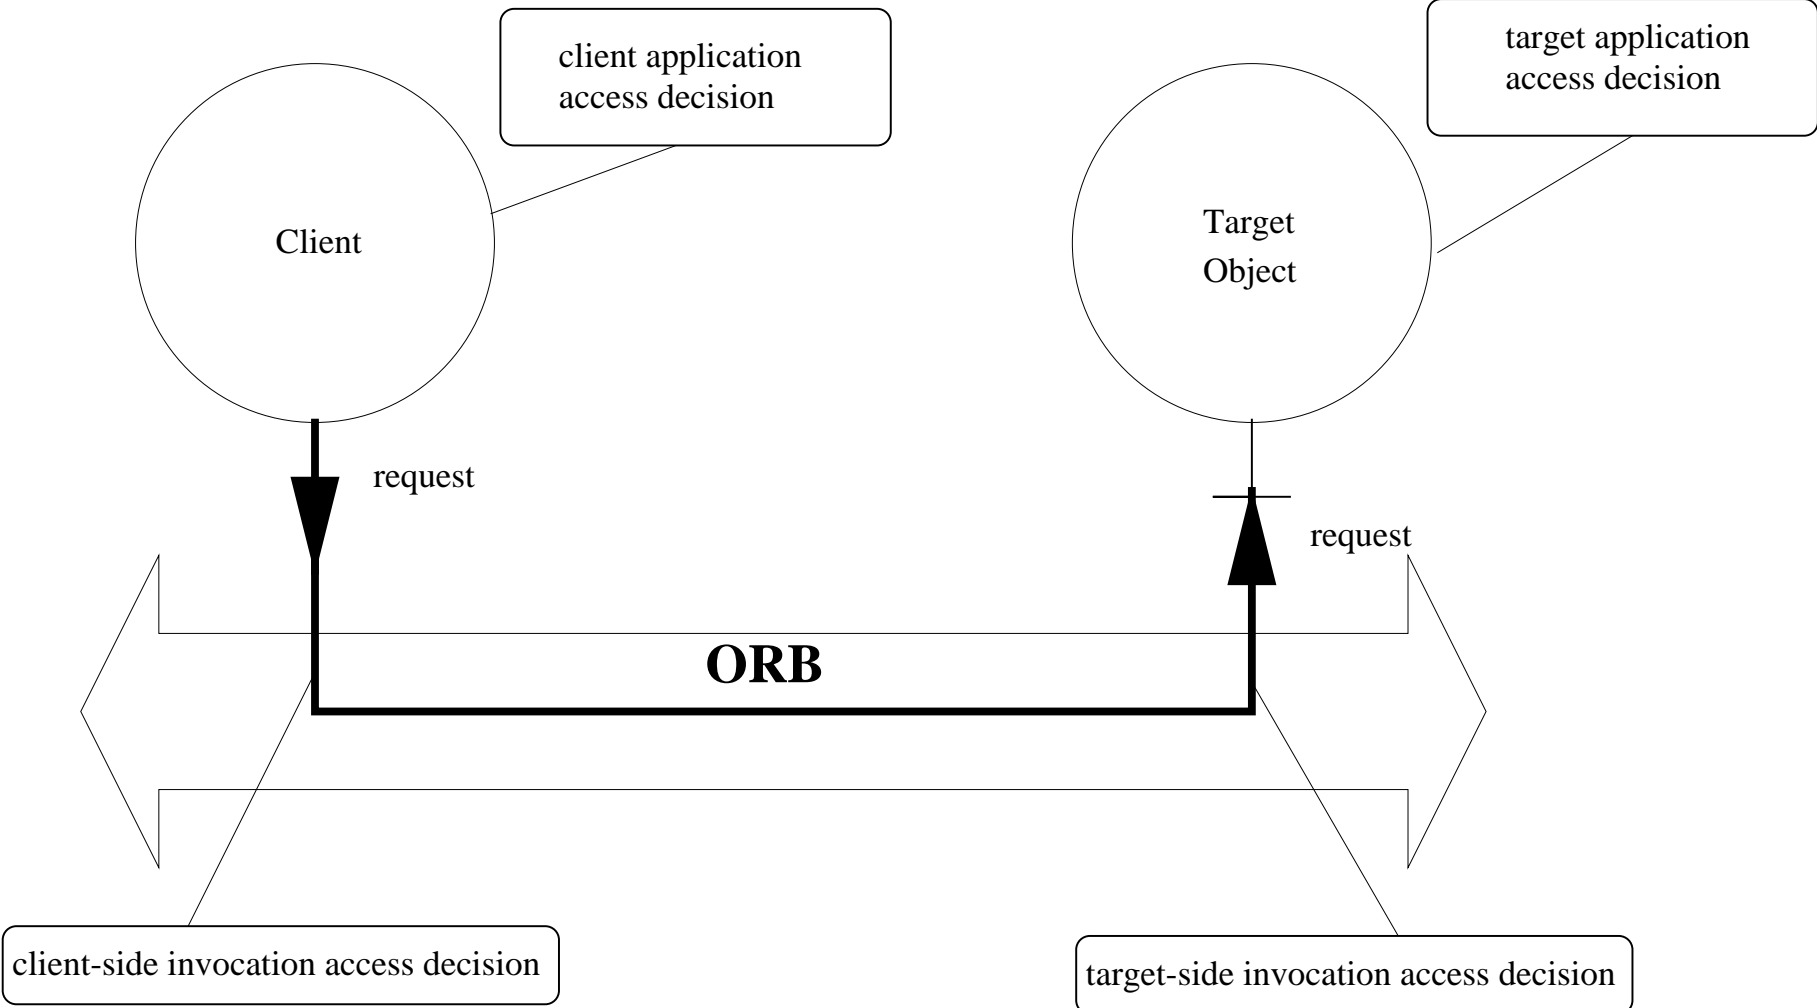 client application
access decision
target application
access decision
Client
Target
Object
request
request
ORB
client-side invocation access decision
target-side invocation access decision